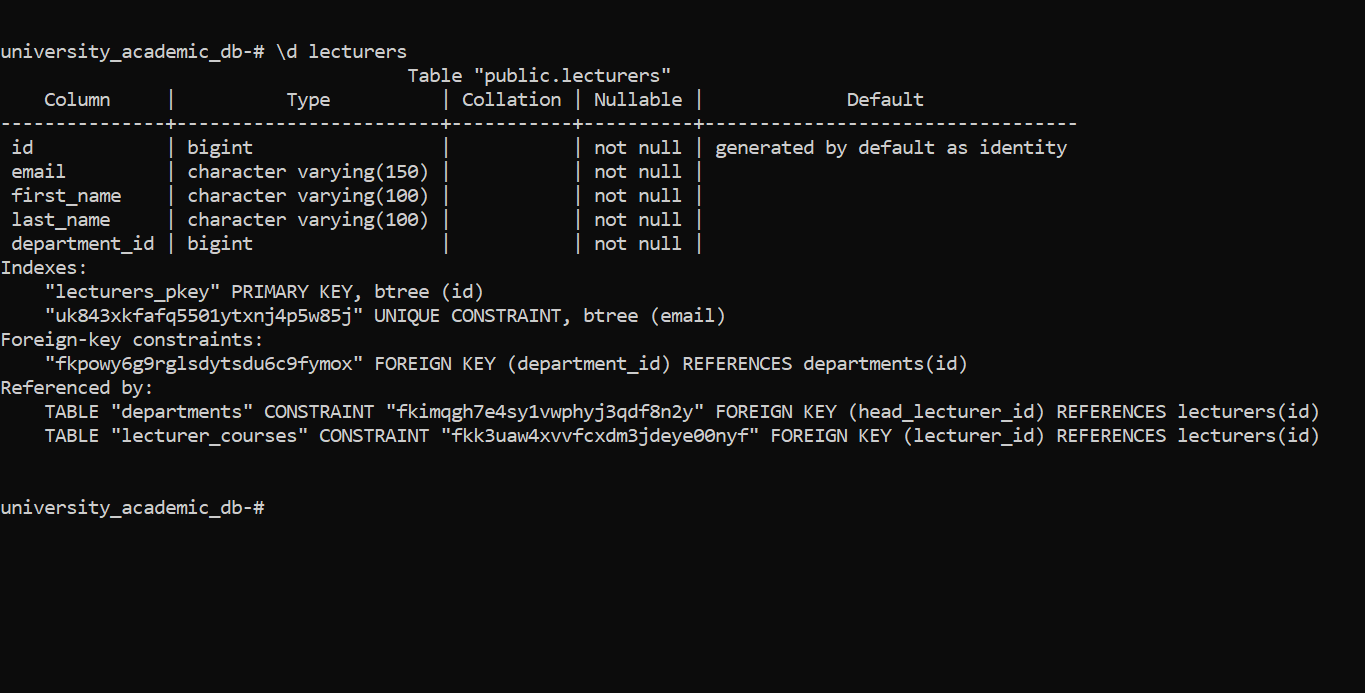 university_academic_db-# \d lecturers
                                     Table "public.lecturers"
    Column     |          Type          | Collation | Nullable |             Default
---------------+------------------------+-----------+----------+----------------------------------
 id            | bigint                 |           | not null | generated by default as identity
 email         | character varying(150) |           | not null |
 first_name    | character varying(100) |           | not null |
 last_name     | character varying(100) |           | not null |
 department_id | bigint                 |           | not null |
Indexes:
    "lecturers_pkey" PRIMARY KEY, btree (id)
    "uk843xkfafq5501ytxnj4p5w85j" UNIQUE CONSTRAINT, btree (email)
Foreign-key constraints:
    "fkpowy6g9rglsdytsdu6c9fymox" FOREIGN KEY (department_id) REFERENCES departments(id)
Referenced by:
    TABLE "departments" CONSTRAINT "fkimqgh7e4sy1vwphyj3qdf8n2y" FOREIGN KEY (head_lecturer_id) REFERENCES lecturers(id)
    TABLE "lecturer_courses" CONSTRAINT "fkk3uaw4xvvfcxdm3jdeye00nyf" FOREIGN KEY (lecturer_id) REFERENCES lecturers(id)
university_academic_db-#